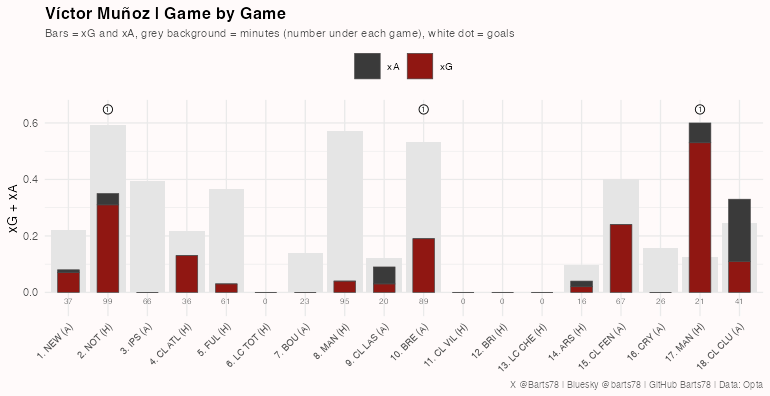 Víctor Muñoz | Game by Game
Bars = xG and xA, grey background = minutes (number under each game), white dot = goals
xA xG
xG + xA
0.6
0.4
0.2
0.0
1 1 1
37 99 66 36 61 0 23 95 20 89 0 0 0 16 67 26 21 41
1. NEW (A)
2. NOT (H)
3. IPS (A)
4. CL ATL (H)
5. FUL (H)
6. LC TOT (H)
7. BOU (A)
8. MAN (H)
9. CL LAS (A)
10. BRE (A)
11. CL VIL (H)
12. BRI (H)
13. LC CHE (H)
14. ARS (H)
15. CL FEN (A)
16. CRY (A)
17. MAN (H)
18. CL CLU (A)
X @Barts78 | Bluesky @barts78 | GitHub Barts78 | Data: Opta